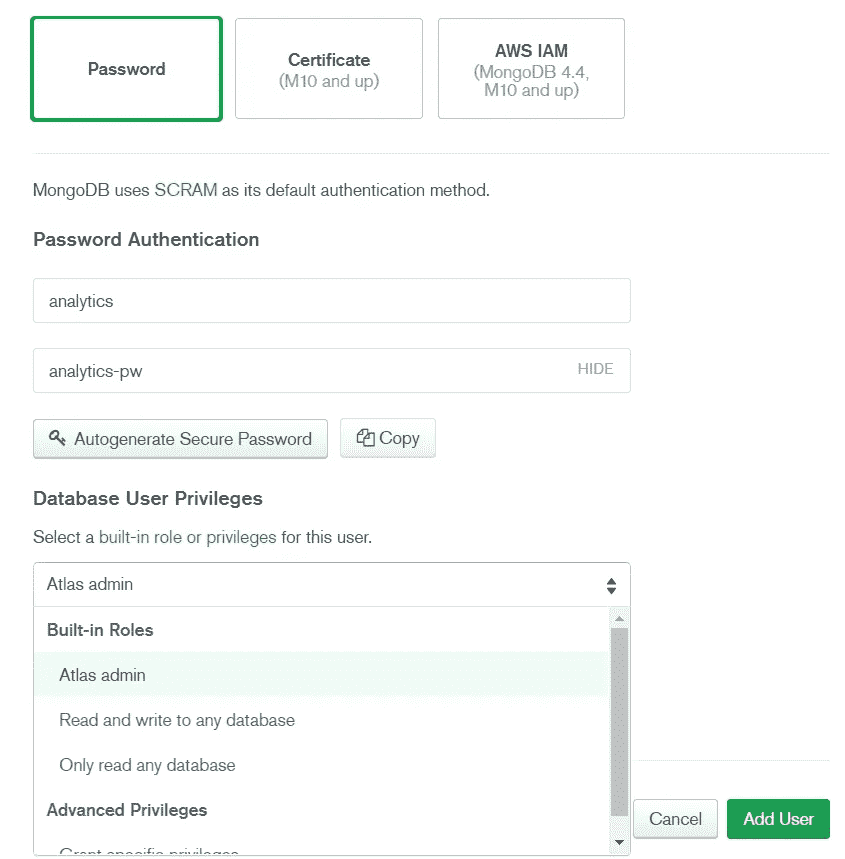 Password
Certificate
(M10 and up)
AWS IAM
(MongoDB 4.4,
M10 and up)
MongoDB uses SCRAM as its default authentication method.
Password Authentication
analytics
analytics-pw
HIDE
Autogenerate Secure Password
Copy
Database User Privileges
Select a built-in role or privileges for this user.
Atlas admin
Built-in Roles
Atlas admin
Read and write to any database
Only read any database
Advanced Privileges
Grant specific privileges
Cancel
Add User